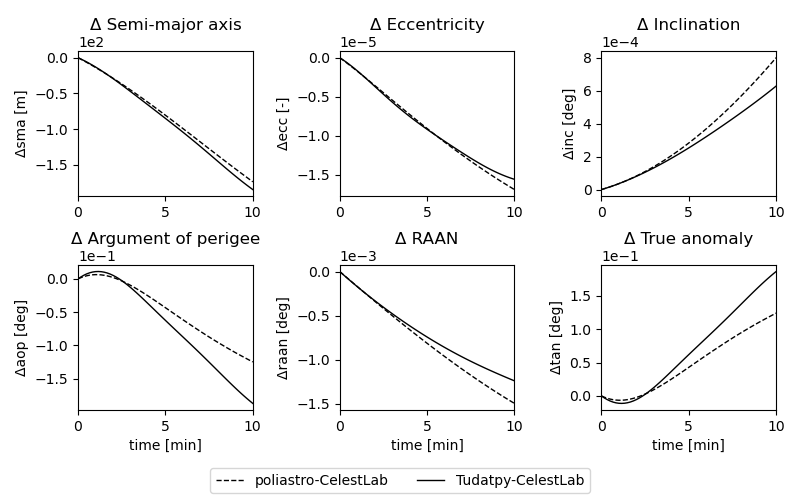 Δ Semi-major axis
1e2
0.0
−0.5
−1.0
−1.5
Δsma [m]
0 5 10
Δ Eccentricity
1e−5
0.0
−0.5
−1.0
−1.5
Δecc [-]
0 5 10
Δ Inclination
1e−4
8
6
4
2
0
Δinc [deg]
0 5 10
Δ Argument of perigee
1e−1
0.0
−0.5
−1.0
−1.5
Δaop [deg]
0 5 10
time [min]
Δ RAAN
1e−3
0.0
−0.5
−1.0
−1.5
Δraan [deg]
0 5 10
time [min]
Δ True anomaly
1e−1
1.5
1.0
0.5
0.0
Δtan [deg]
0 5 10
time [min]
poliastro-CelestLab Tudatpy-CelestLab